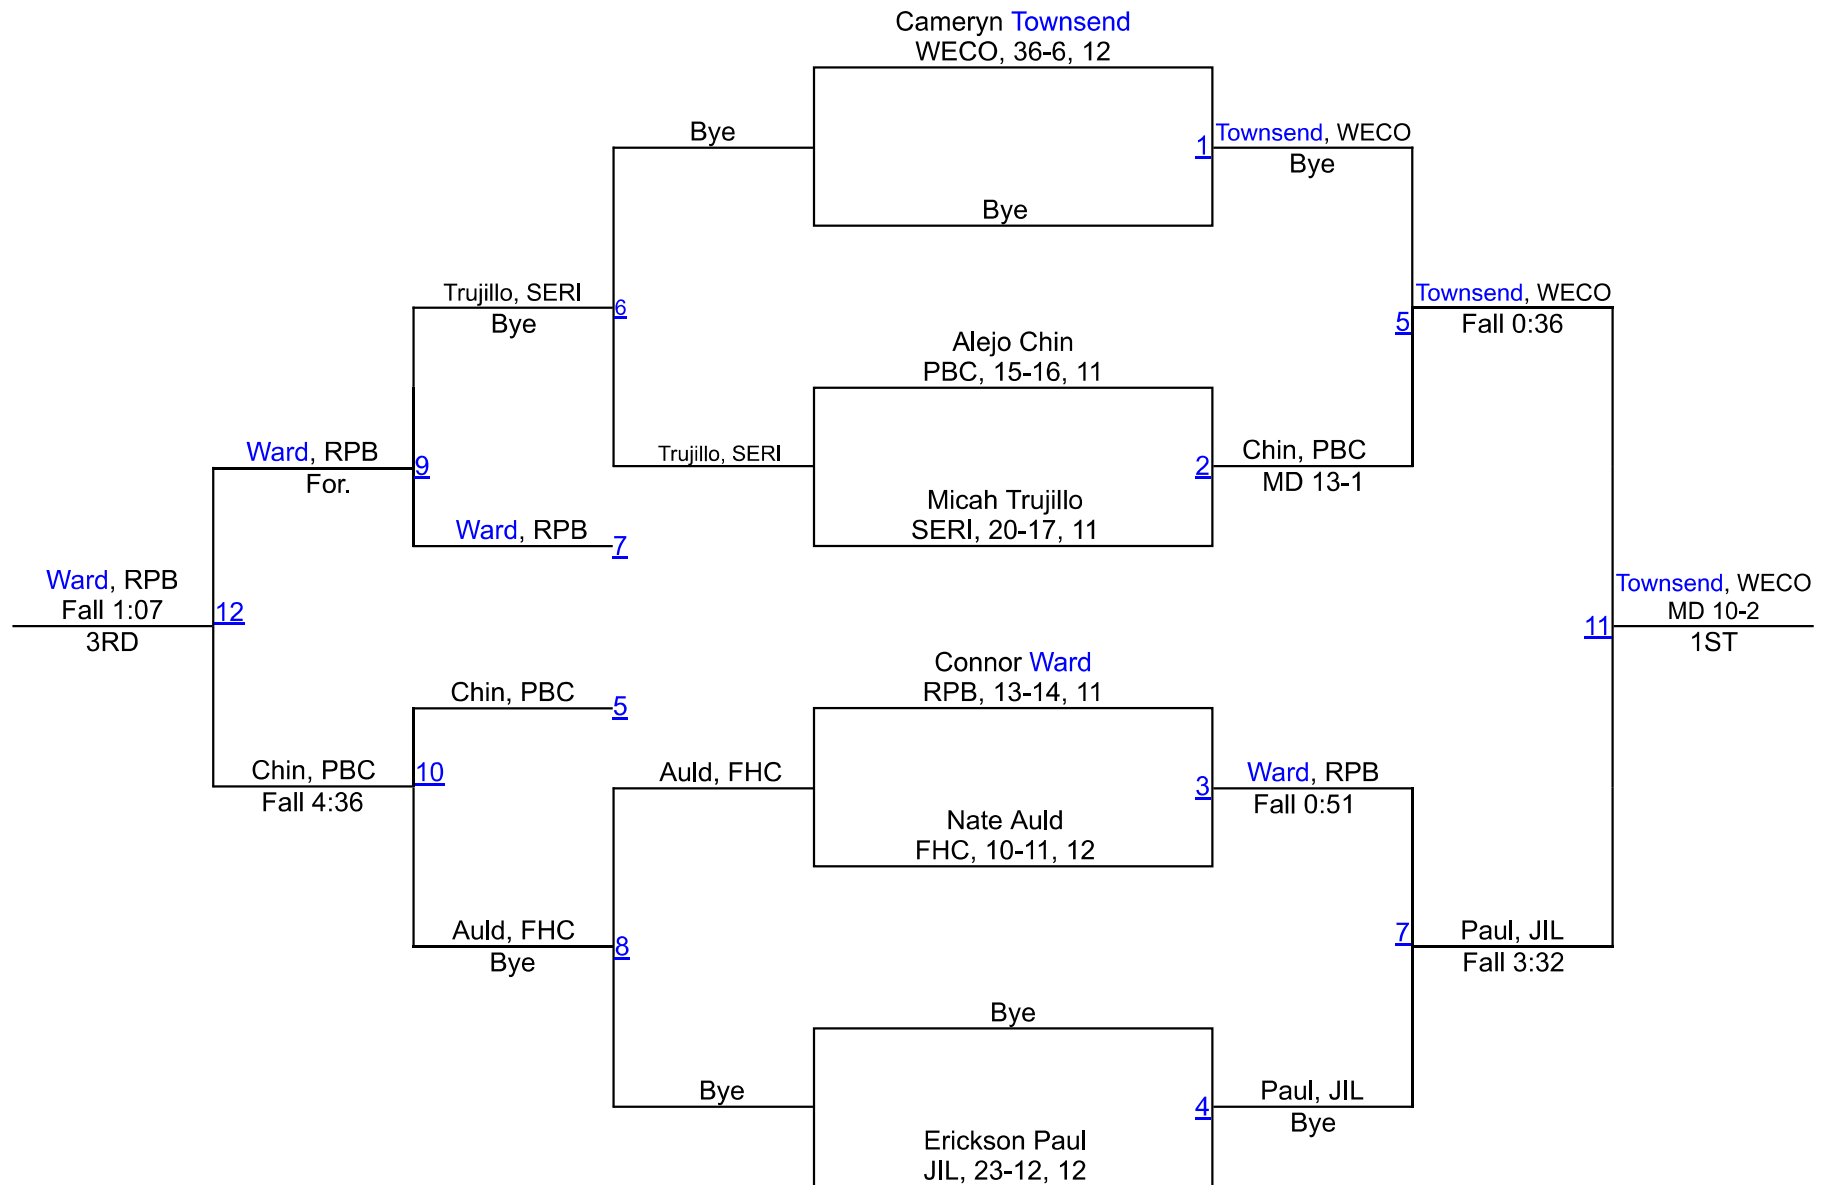 Cameryn Townsend
WECO, 36-6, 12
Bye
1
Townsend, WECO
Bye
Bye
Trujillo, SERI
Bye
6
Townsend, WECO
Fall 0:36
5
Alejo Chin
PBC, 15-16, 11
Ward, RPB
For.
9
Trujillo, SERI
2
Chin, PBC
MD 13-1
Micah Trujillo
SERI, 20-17, 11
Ward, RPB
7
Ward, RPB
Fall 1:07
3RD
12
Townsend, WECO
MD 10-2
1ST
11
Connor Ward
RPB, 13-14, 11
Chin, PBC
5
Chin, PBC
Fall 4:36
10
Auld, FHC
3
Ward, RPB
Fall 0:51
Nate Auld
FHC, 10-11, 12
Auld, FHC
Bye
8
7
Paul, JIL
Fall 3:32
Bye
Bye
4
Paul, JIL
Bye
Erickson Paul
JIL, 23-12, 12